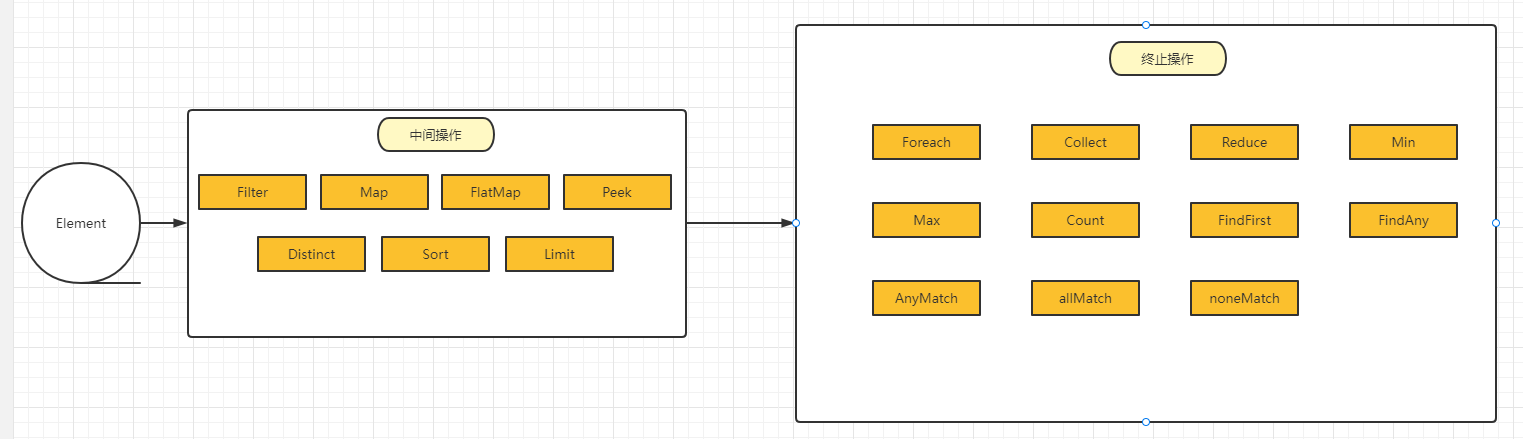 Element
中间操作
Filter
Map
FlatMap
Peek
Distinct
Sort
Limit
终止操作
Foreach
Collect
Reduce
Min
Max
Count
FindFirst
FindAny
AnyMatch
allMatch
noneMatch